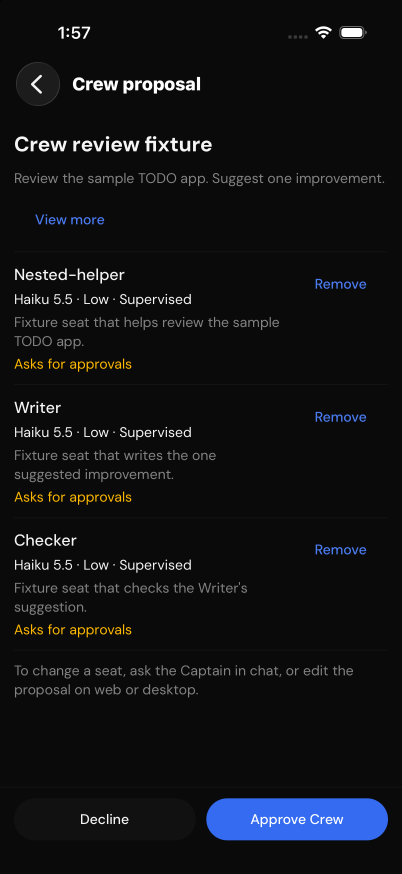 1:57
Crew proposal
Crew review fixture
Review the sample TODO app. Suggest one improvement.
View more
Nested-helper
Remove
Haiku 5.5 · Low · Supervised
Fixture seat that helps review the sample
TODO app.
Asks for approvals
Writer
Remove
Haiku 5.5 · Low · Supervised
Fixture seat that writes the one
suggested improvement.
Asks for approvals
Checker
Remove
Haiku 5.5 · Low · Supervised
Fixture seat that checks the Writer's
suggestion.
Asks for approvals
To change a seat, ask the Captain in chat, or edit the
proposal on web or desktop.
Decline
Approve Crew